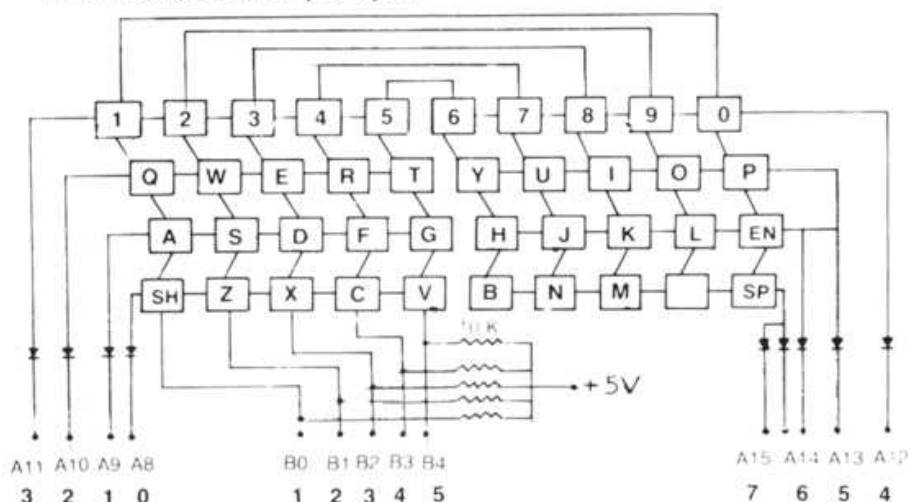 1 2 3 4 5 6 7 8 9 0
Q W E R T Y U I O P
A S D F G H J K L EN
SH Z X C V B N M SP
10 K
+ 5V
A11 A10 A9 A8 B0 B1 B2 B3 B4 A15 A14 A13 A12
3 2 1 0 1 2 3 4 5 7 6 5 4